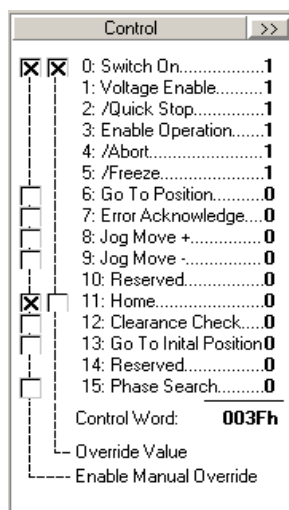 Control >>
0: Switch On..................1
1: Voltage Enable..........1
2: /Quick Stop................1
3: Enable Operation.......1
4: /Abort.........................1
5: /Freeze.......................1
6: Go To Position...........0
7: Error Acknowledge....0
8: Jog Move +...............0
9: Jog Move -................0
10: Reserved.................0
11: Home.......................0
12: Clearance Check.....0
13: Go To Inital Position0
14: Reserved.................0
15: Phase Search.........0
Control Word: 003Fh
Override Value
Enable Manual Override